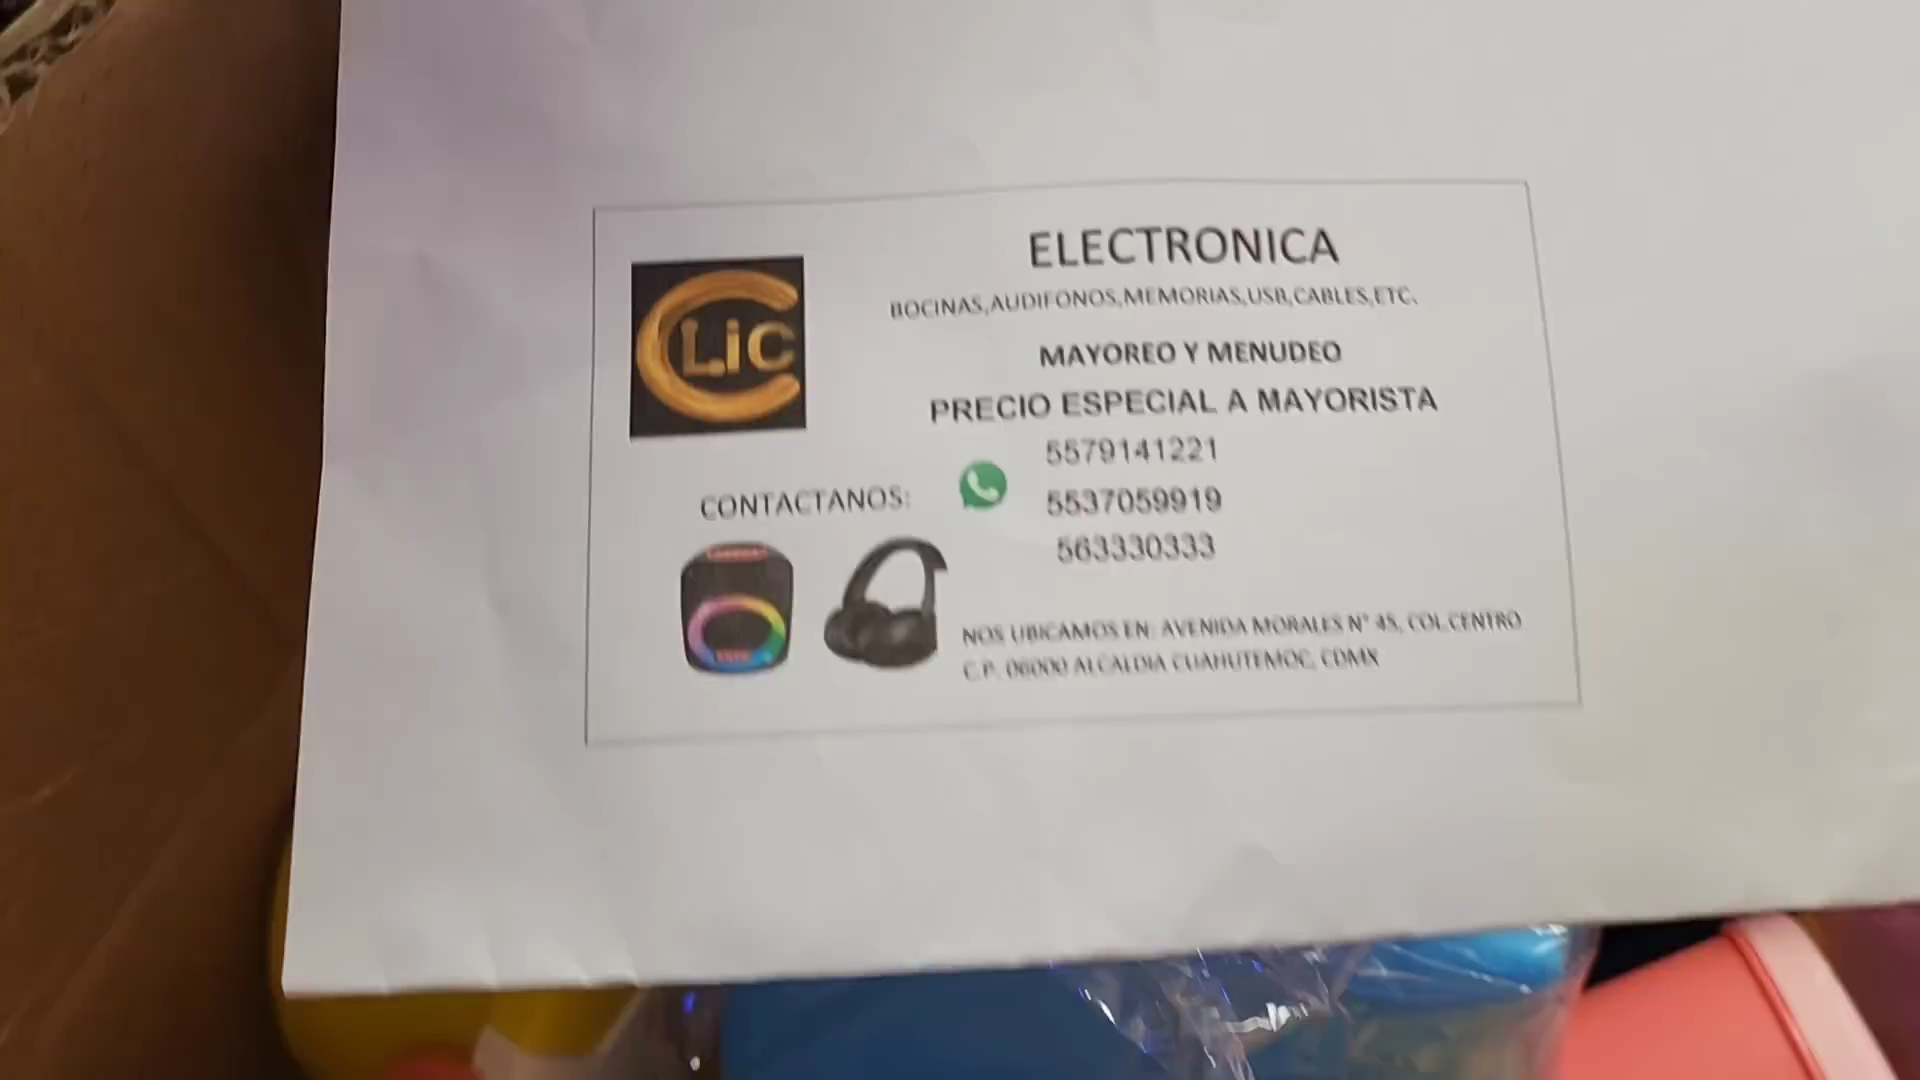 CLiC
ELECTRONICA
BOCINAS,AUDIFONOS,MEMORIAS,USB,CABLES,ETC.
MAYOREO Y MENUDEO
PRECIO ESPECIAL A MAYORISTA
5579141221
CONTACTANOS:
5537059919
563330333
NOS UBICAMOS EN: AVENIDA MORALES N° 45, COL.CENTRO
C.P. 06000 ALCALDIA CUAHUTEMOC, CDMX